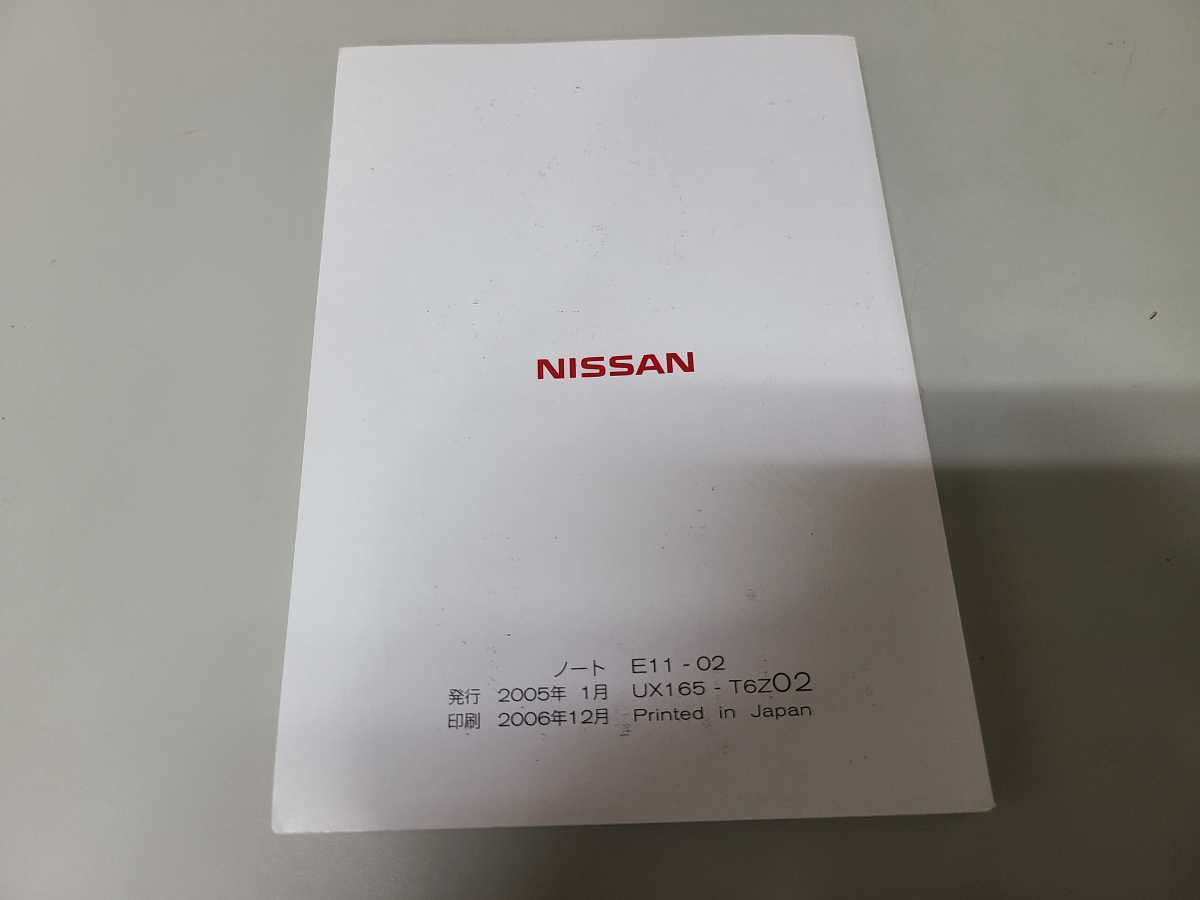 NISSAN
ノート E11-02
発行 2005年 1月 UX165-T6Z02
印刷 2006年12月 Printed in Japan